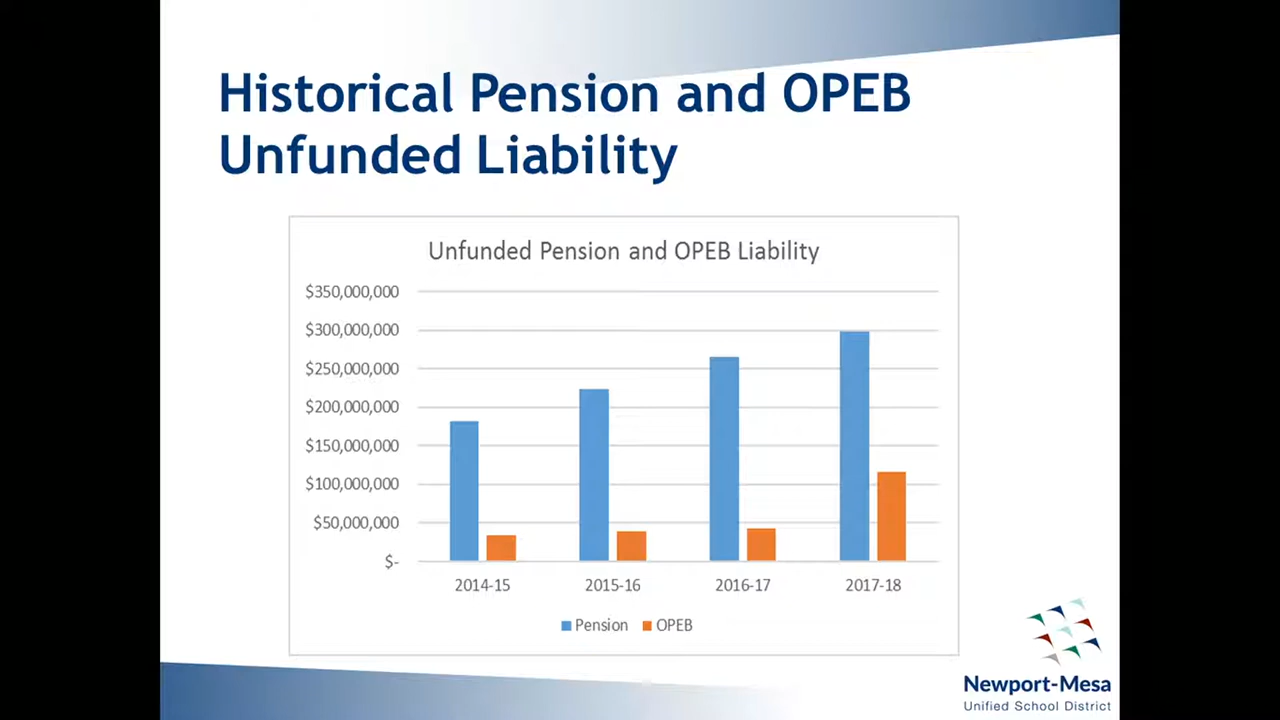 Historical Pension and OPEB
Unfunded Liability
Unfunded Pension and OPEB Liability
$350,000,000
$300,000,000
$250,000,000
$200,000,000
$150,000,000
$100,000,000
$50,000,000
$-
2014-15 2015-16 2016-17 2017-18
Pension OPEB
Newport-Mesa
Unified School District